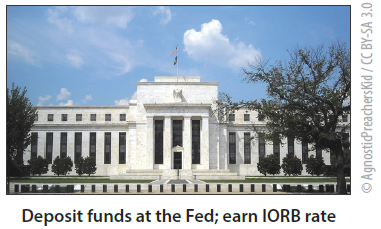 Deposit funds at the Fed; earn IORB rate
© AgnosticPreachersKid / CC BY-SA 3.0